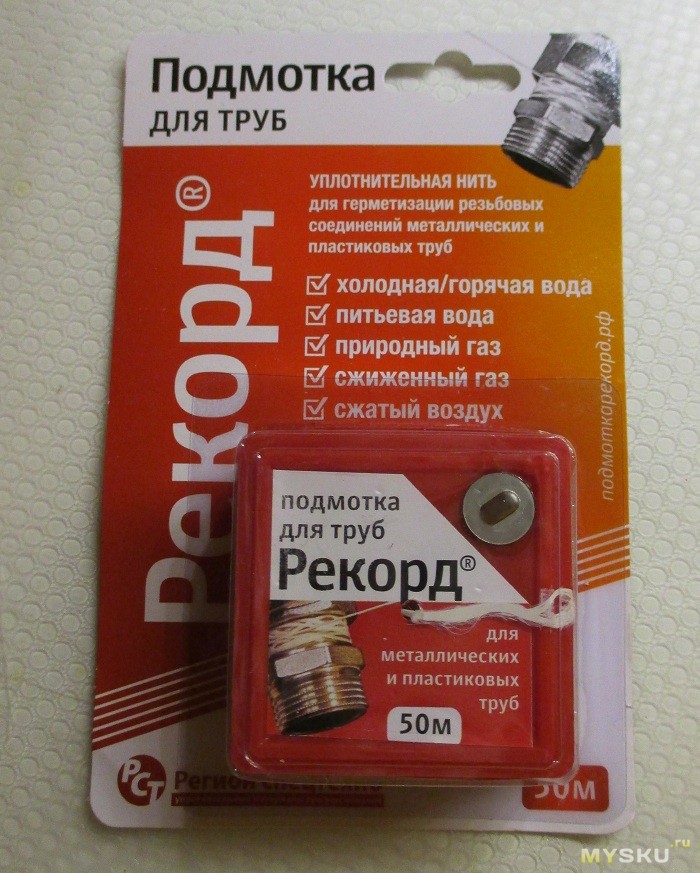 Подмотка
ДЛЯ ТРУБ
Рекорд®
УПЛОТНИТЕЛЬНАЯ НИТЬ
для герметизации резьбовых
соединений металлических и
пластиковых труб
холодная/горячая вода
питьевая вода
природный газ
сжиженный газ
сжатый воздух
подмоткарекорд.рф
подмотка
для труб
Рекорд®
для
металлических
и пластиковых
труб
50м
РСТ
Регион
50м
MYSKU.ru